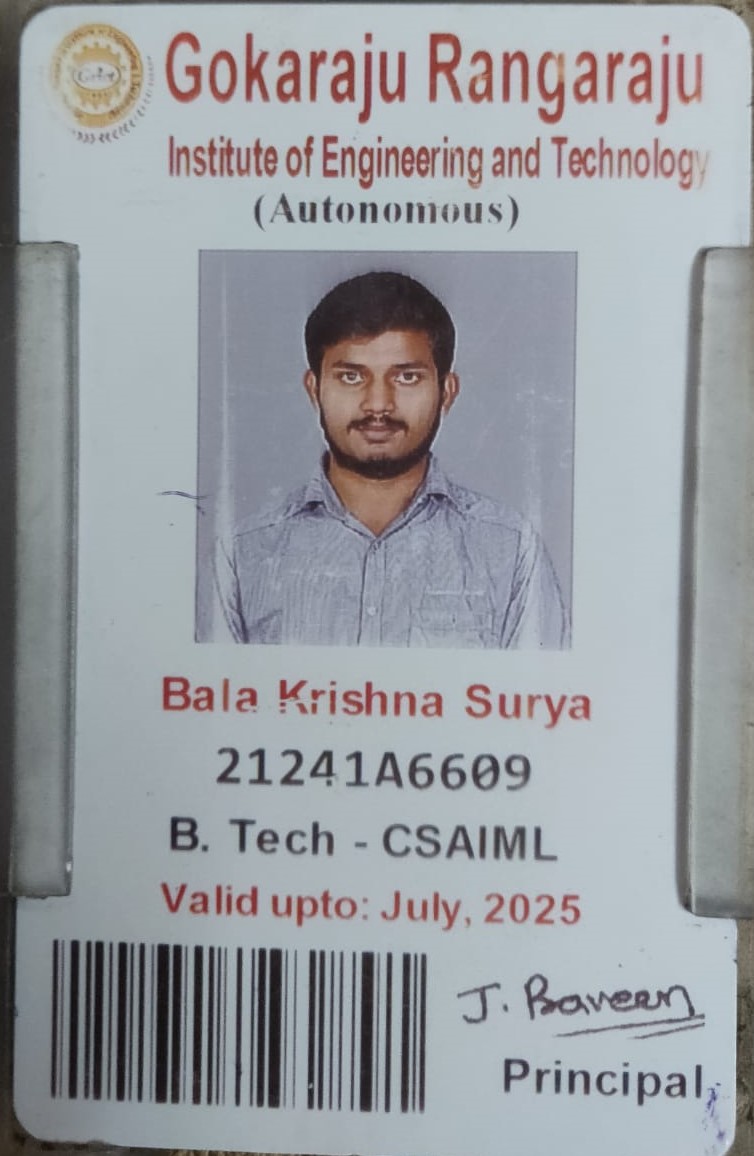 Gokaraju Rangaraju
Institute of Engineering and Technology
(Autonomous)
Bala Krishna Surya
21241A6609
B. Tech - CSAIML
Valid upto: July, 2025
J. Praveen
Principal